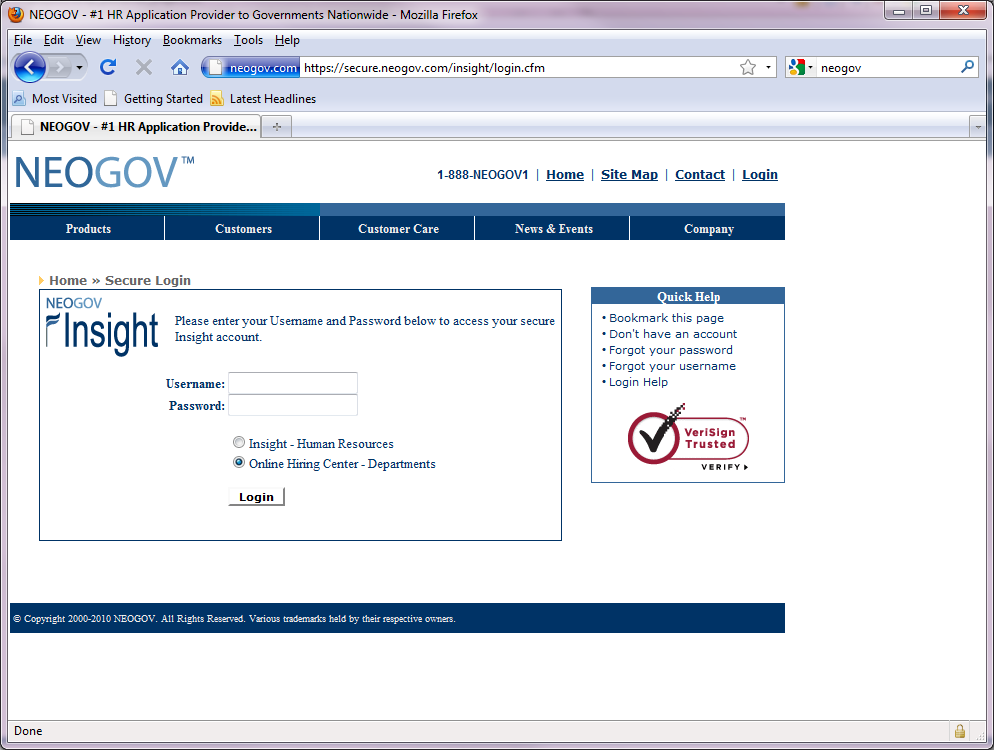 NEOGOV - #1 HR Application Provider to Governments Nationwide - Mozilla Firefox
File Edit View History Bookmarks Tools Help
neogov.com https://secure.neogov.com/insight/login.cfm neogov
Most Visited Getting Started Latest Headlines
NEOGOV - #1 HR Application Provide...
NEOGOV™
1-888-NEOGOV1 | Home | Site Map | Contact | Login
Products Customers Customer Care News & Events Company
Home » Secure Login
NEOGOV
Insight
Please enter your Username and Password below to access your secure
Insight account.
Username:
Password:
Insight - Human Resources
Online Hiring Center - Departments
Login
Quick Help
• Bookmark this page
• Don't have an account
• Forgot your password
• Forgot your username
• Login Help
VeriSign™
Trusted
VERIFY
© Copyright 2000-2010 NEOGOV. All Rights Reserved. Various trademarks held by their respective owners.
Done